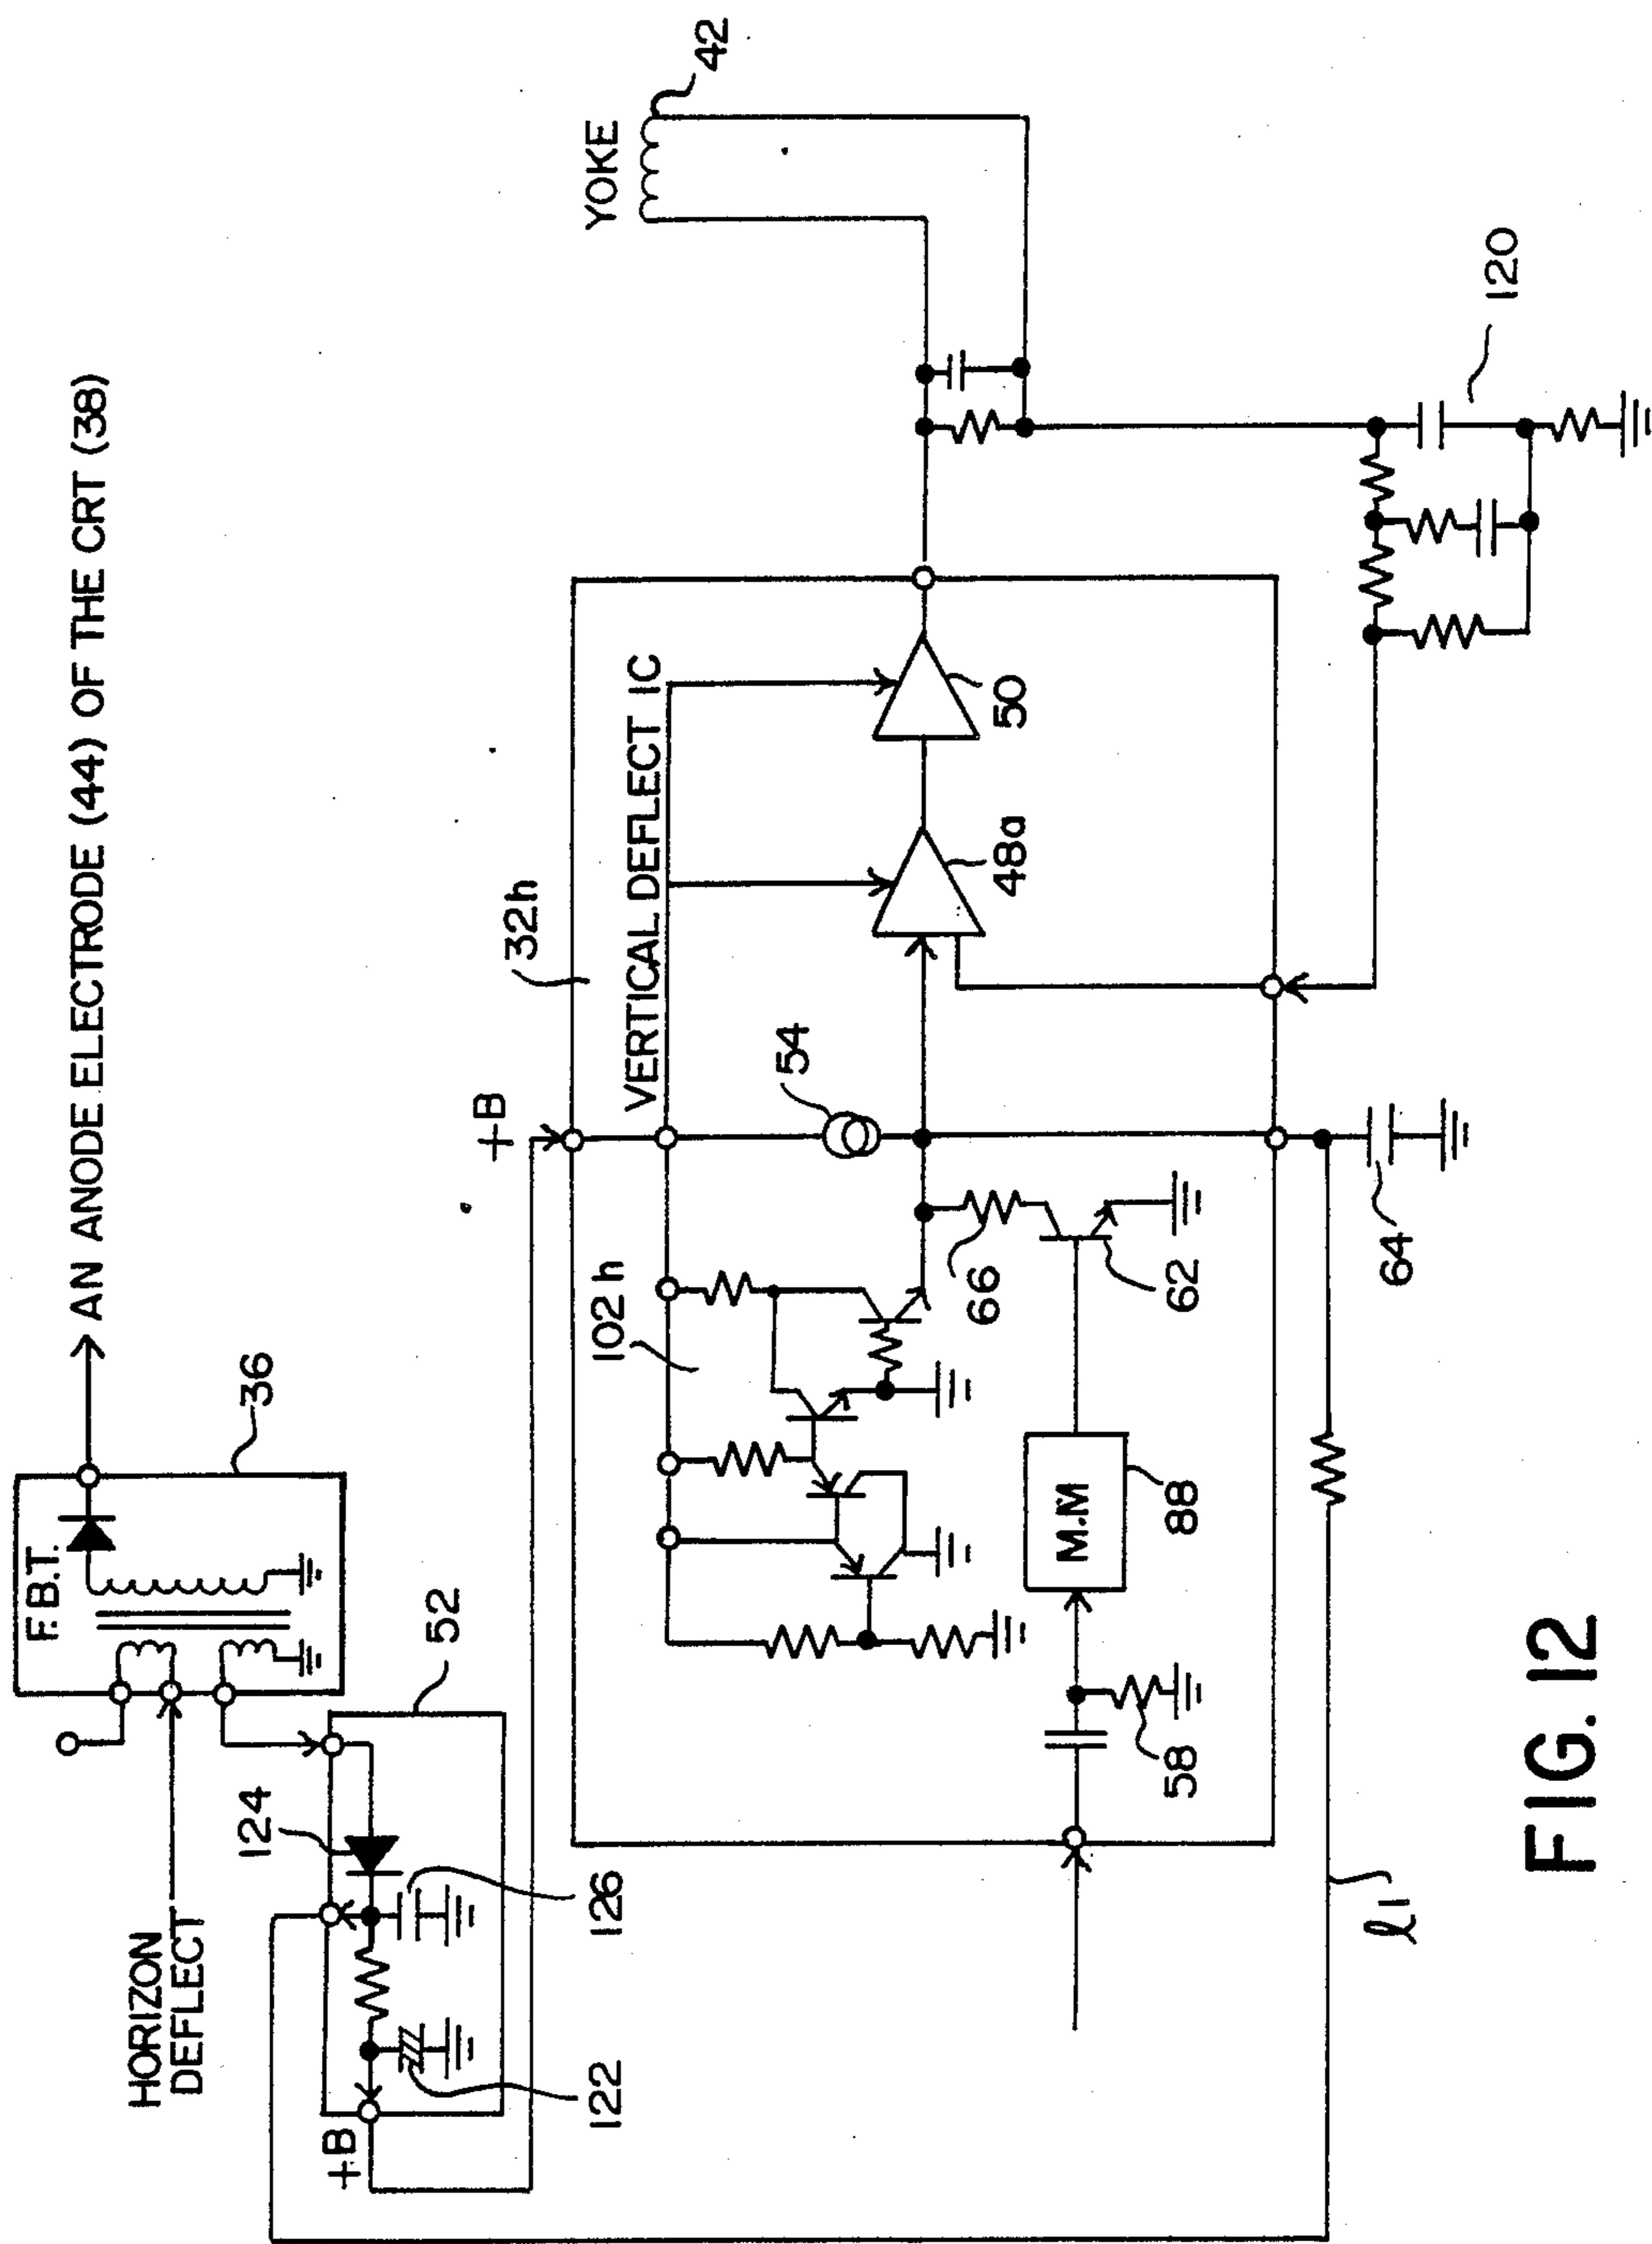 F.B.T.
36
AN ANODE ELECTRODE (44) OF THE CRT (38)
HORIZON
DEFLECT
124
52
126
122
+B
+B
32h
VERTICAL DEFLECT IC
YOKE
42
102h
54
48a
50
66
62
M.M
88
58
64
120
l1
FIG. 12